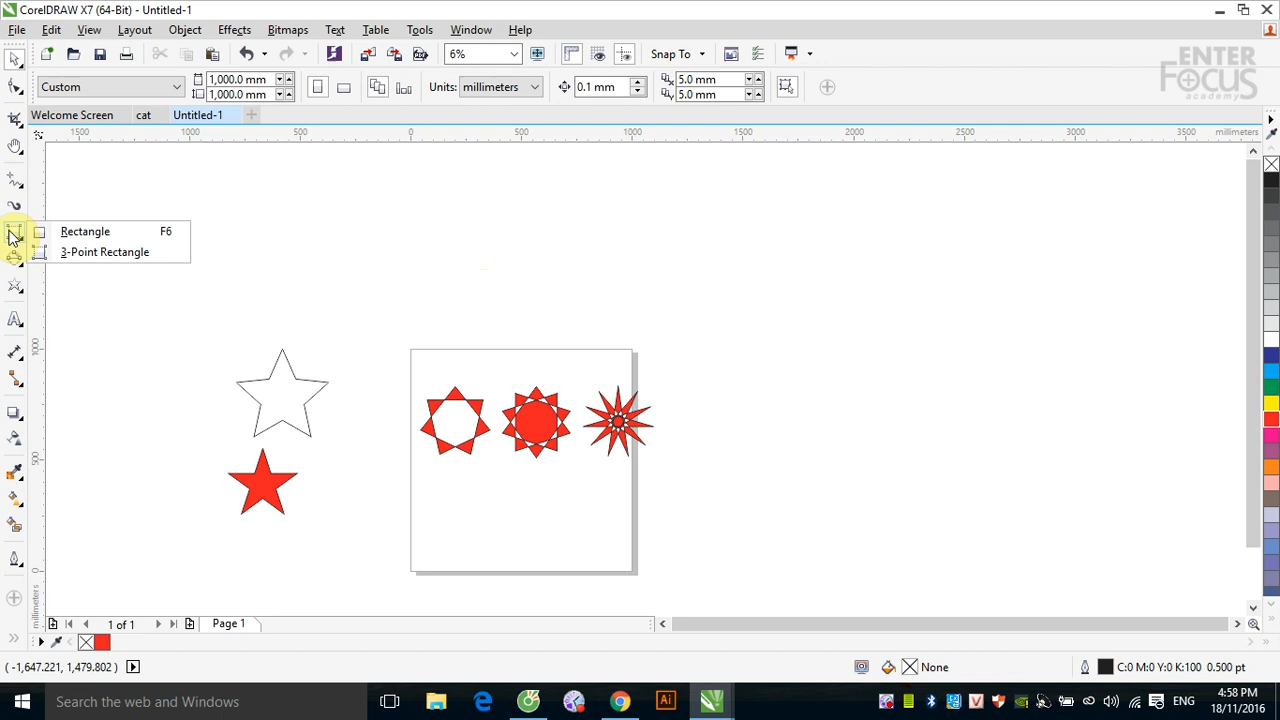 CorelDRAW X7 (64-Bit) - Untitled-1
File Edit View Layout Object Effects Bitmaps Text Table Tools Window Help
6% Snap To
ENTER
FOCUS
academy
Custom 1,000.0 mm 1,000.0 mm Units: millimeters 0.1 mm 5.0 mm 5.0 mm
Welcome Screen cat Untitled-1
1500 1000 500 0 500 1000 1500 2000 2500 3000 3500 millimeters
Rectangle F6
3-Point Rectangle
1000
500
0
millimeters
1 of 1 Page 1
( -1,647.221, 1,479.802 ) None C:0 M:0 Y:0 K:100 0.500 pt
Search the web and Windows
Ai
ENG
4:58 PM
18/11/2016